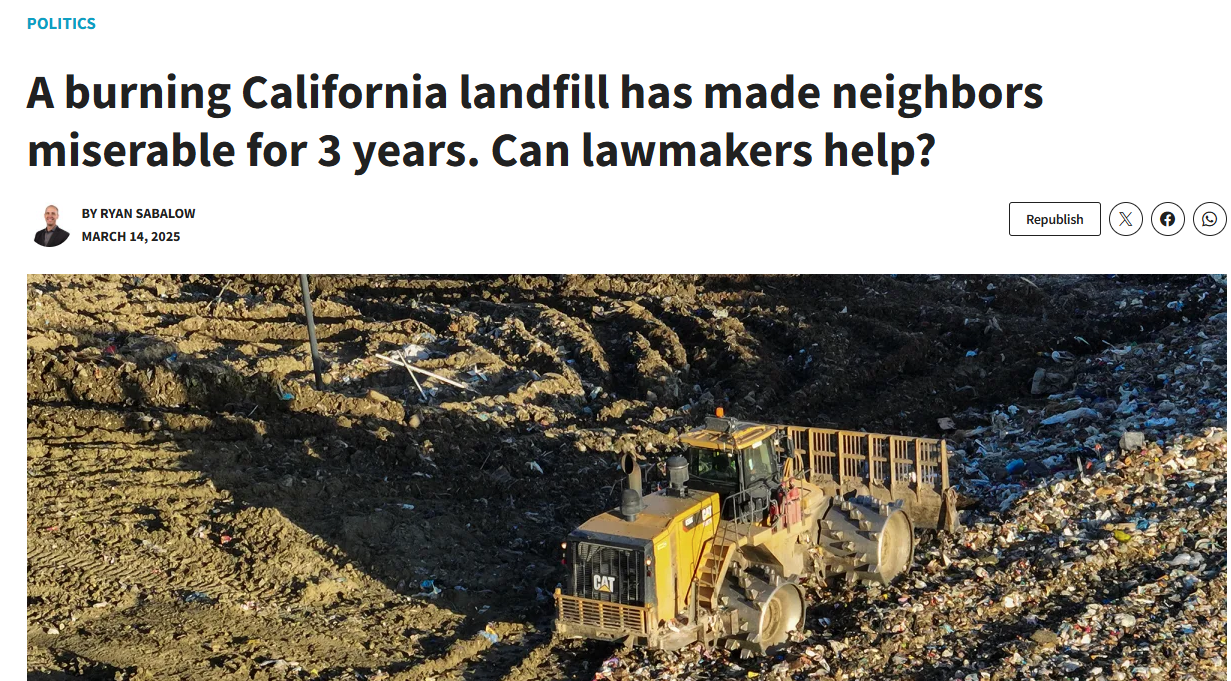 POLITICS
A burning California landfill has made neighbors
miserable for 3 years. Can lawmakers help?
BY RYAN SABALOW
MARCH 14, 2025
Republish
CAT
CAT